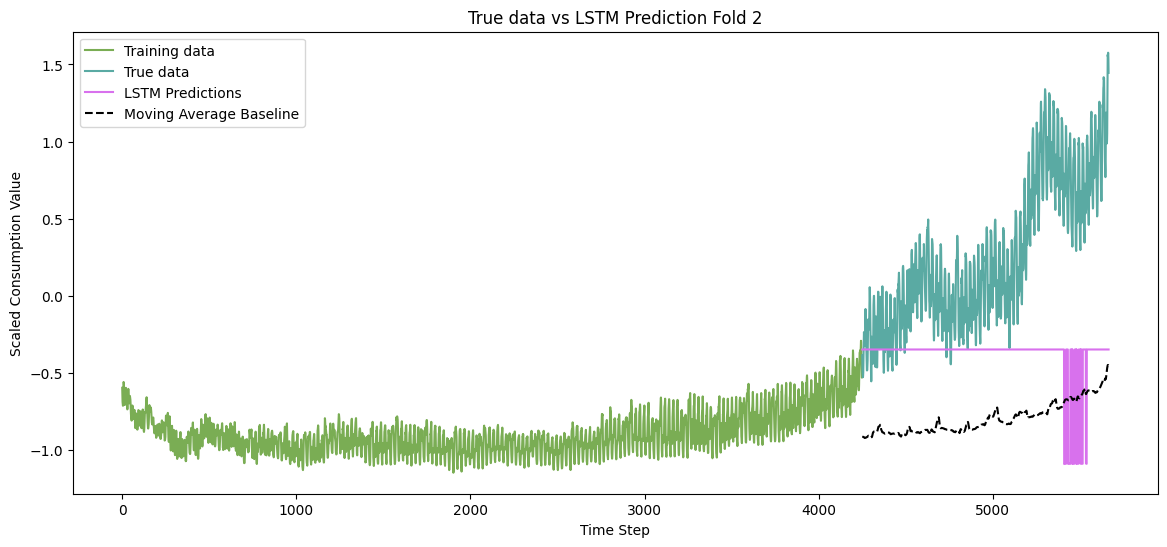 True data vs LSTM Prediction Fold 2
Training data
True data
LSTM Predictions
Moving Average Baseline
Scaled Consumption Value
1.5
1.0
0.5
0.0
−0.5
−1.0
0 1000 2000 3000 4000 5000
Time Step